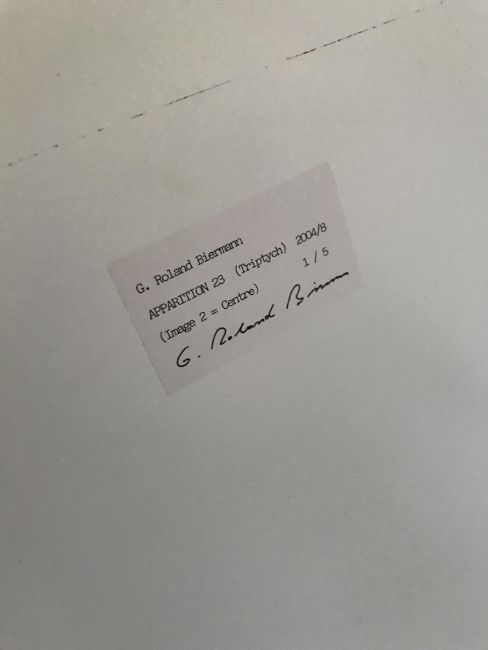 G. Roland Biermann
APPARITION 23 (Triptych) 2004/8
(Image 2 = Centre) 1 / 5
G. Roland Biermann